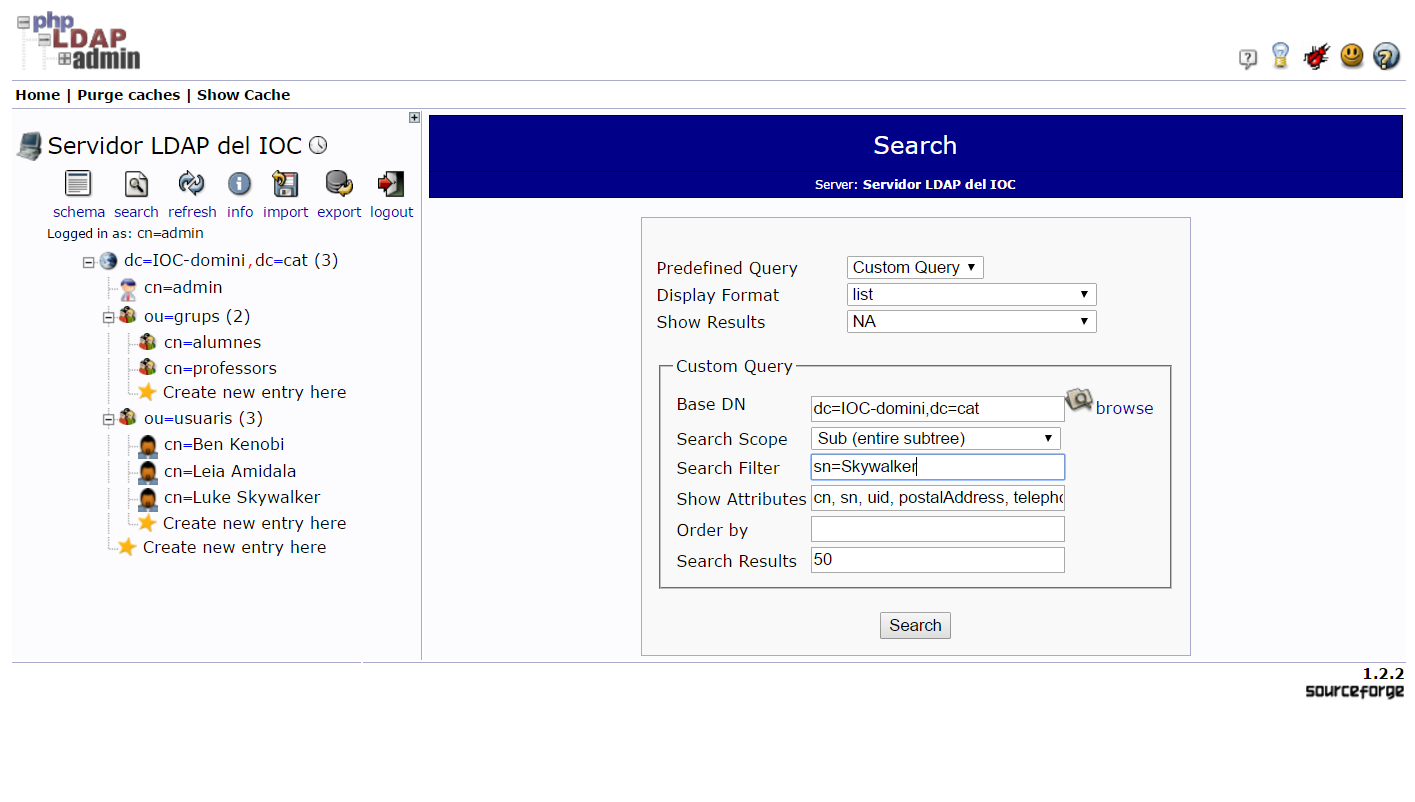 php
LDAP
admin
Home | Purge caches | Show Cache
Servidor LDAP del IOC
schema search refresh info import export logout
Logged in as: cn=admin
dc=IOC-domini,dc=cat (3)
cn=admin
ou=grups (2)
cn=alumnes
cn=professors
Create new entry here
ou=usuaris (3)
cn=Ben Kenobi
cn=Leia Amidala
cn=Luke Skywalker
Create new entry here
Create new entry here
Search
Server: Servidor LDAP del IOC
Predefined Query Custom Query
Display Format list
Show Results NA
Custom Query
Base DN dc=IOC-domini,dc=cat browse
Search Scope Sub (entire subtree)
Search Filter sn=Skywalker
Show Attributes cn, sn, uid, postalAddress, telepho
Order by
Search Results 50
Search
1.2.2
sourceforge